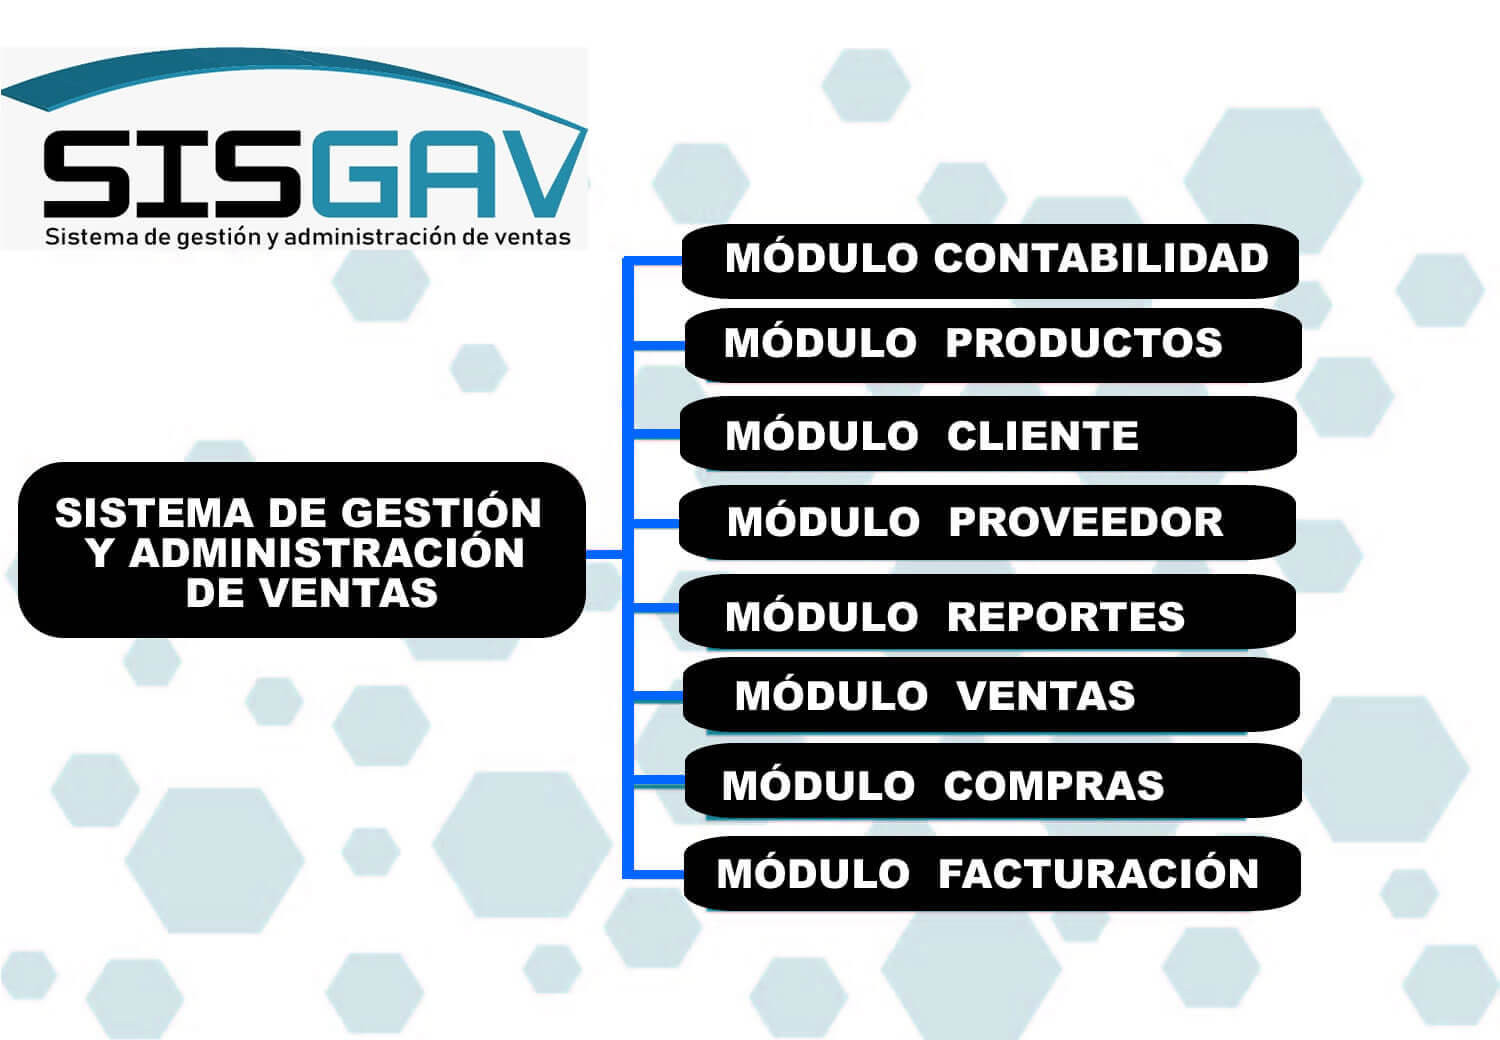 SISGAV
Sistema de gestión y administración de ventas
MÓDULO CONTABILIDAD
MÓDULO PRODUCTOS
MÓDULO CLIENTE
MÓDULO PROVEEDOR
MÓDULO REPORTES
MÓDULO VENTAS
MÓDULO COMPRAS
MÓDULO FACTURACIÓN
SISTEMA DE GESTIÓN
Y ADMINISTRACIÓN
DE VENTAS